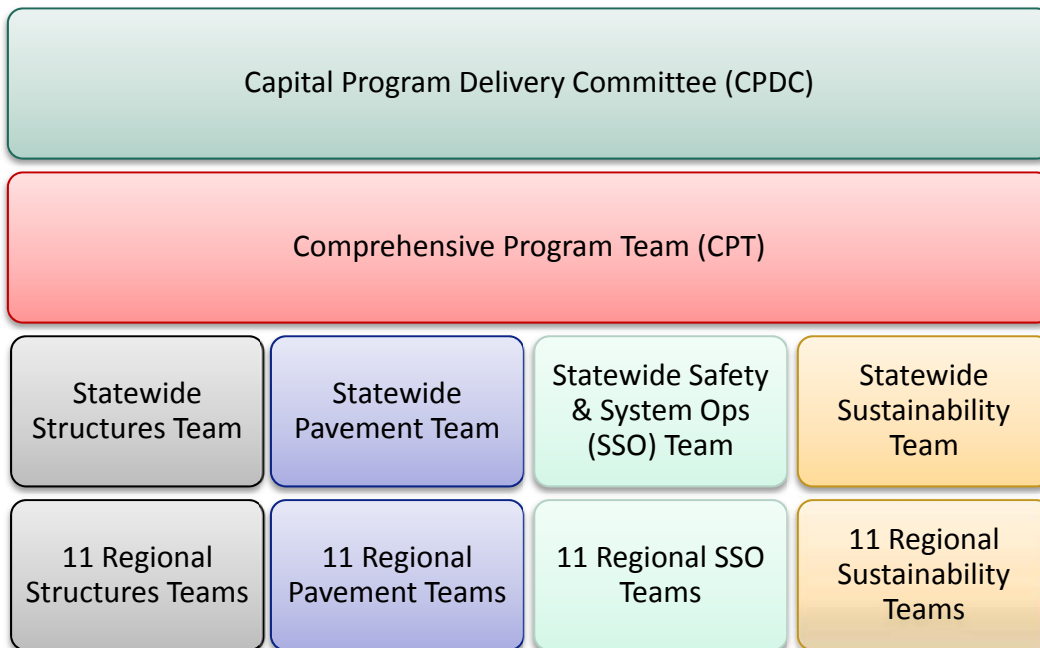 Capital Program Delivery Committee (CPDC)
Comprehensive Program Team (CPT)
Statewide
Structures Team
Statewide
Pavement Team
Statewide Safety
& System Ops
(SSO) Team
Statewide
Sustainability
Team
11 Regional
Structures Teams
11 Regional
Pavement Teams
11 Regional SSO
Teams
11 Regional
Sustainability
Teams